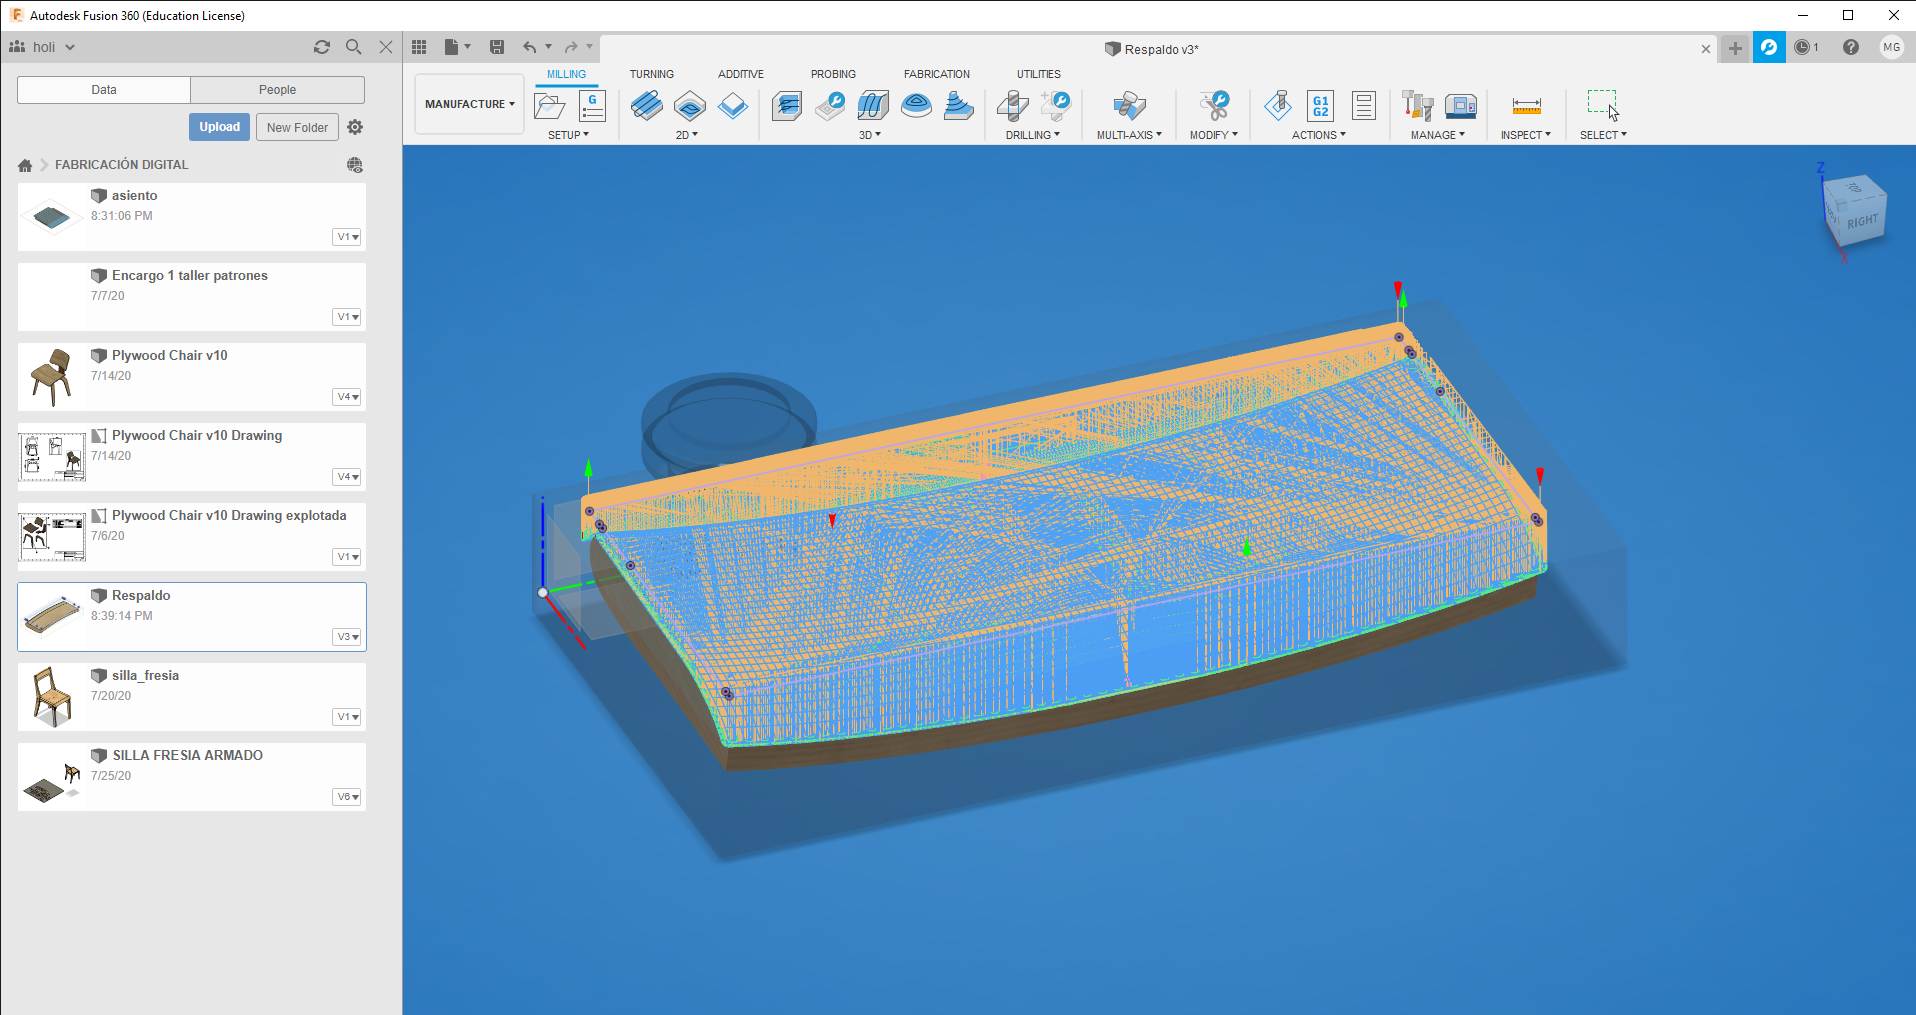 Autodesk Fusion 360 (Education License)
holi
Respaldo v3*
1
MG
Data
People
Upload
New Folder
FABRICACIÓN DIGITAL
asiento
8:31:06 PM
V1
Encargo 1 taller patrones
7/7/20
V1
Plywood Chair v10
7/14/20
V4
Plywood Chair v10 Drawing
7/14/20
V4
Plywood Chair v10 Drawing explotada
7/6/20
V1
Respaldo
8:39:14 PM
V3
silla_fresia
7/20/20
V1
SILLA FRESIA ARMADO
7/25/20
V6
MANUFACTURE
MILLING TURNING ADDITIVE PROBING FABRICATION UTILITIES
G
G1
G2
SETUP 2D 3D DRILLING MULTI-AXIS MODIFY ACTIONS MANAGE INSPECT SELECT
Z
TOP
RIGHT
X